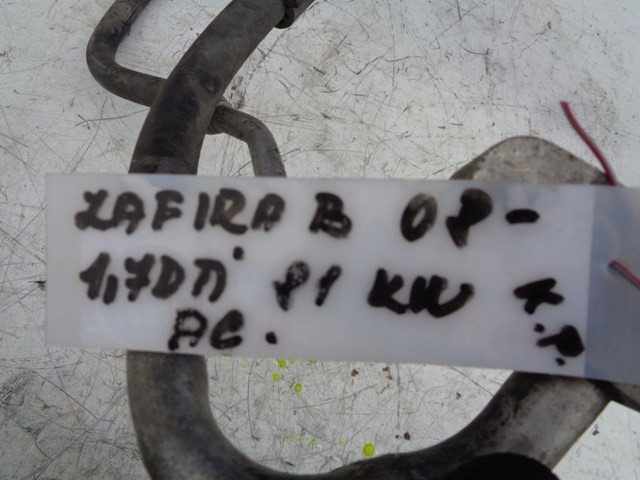 ZAFIRA B 08-
1,7DTI 81 KW K.P.
AC.